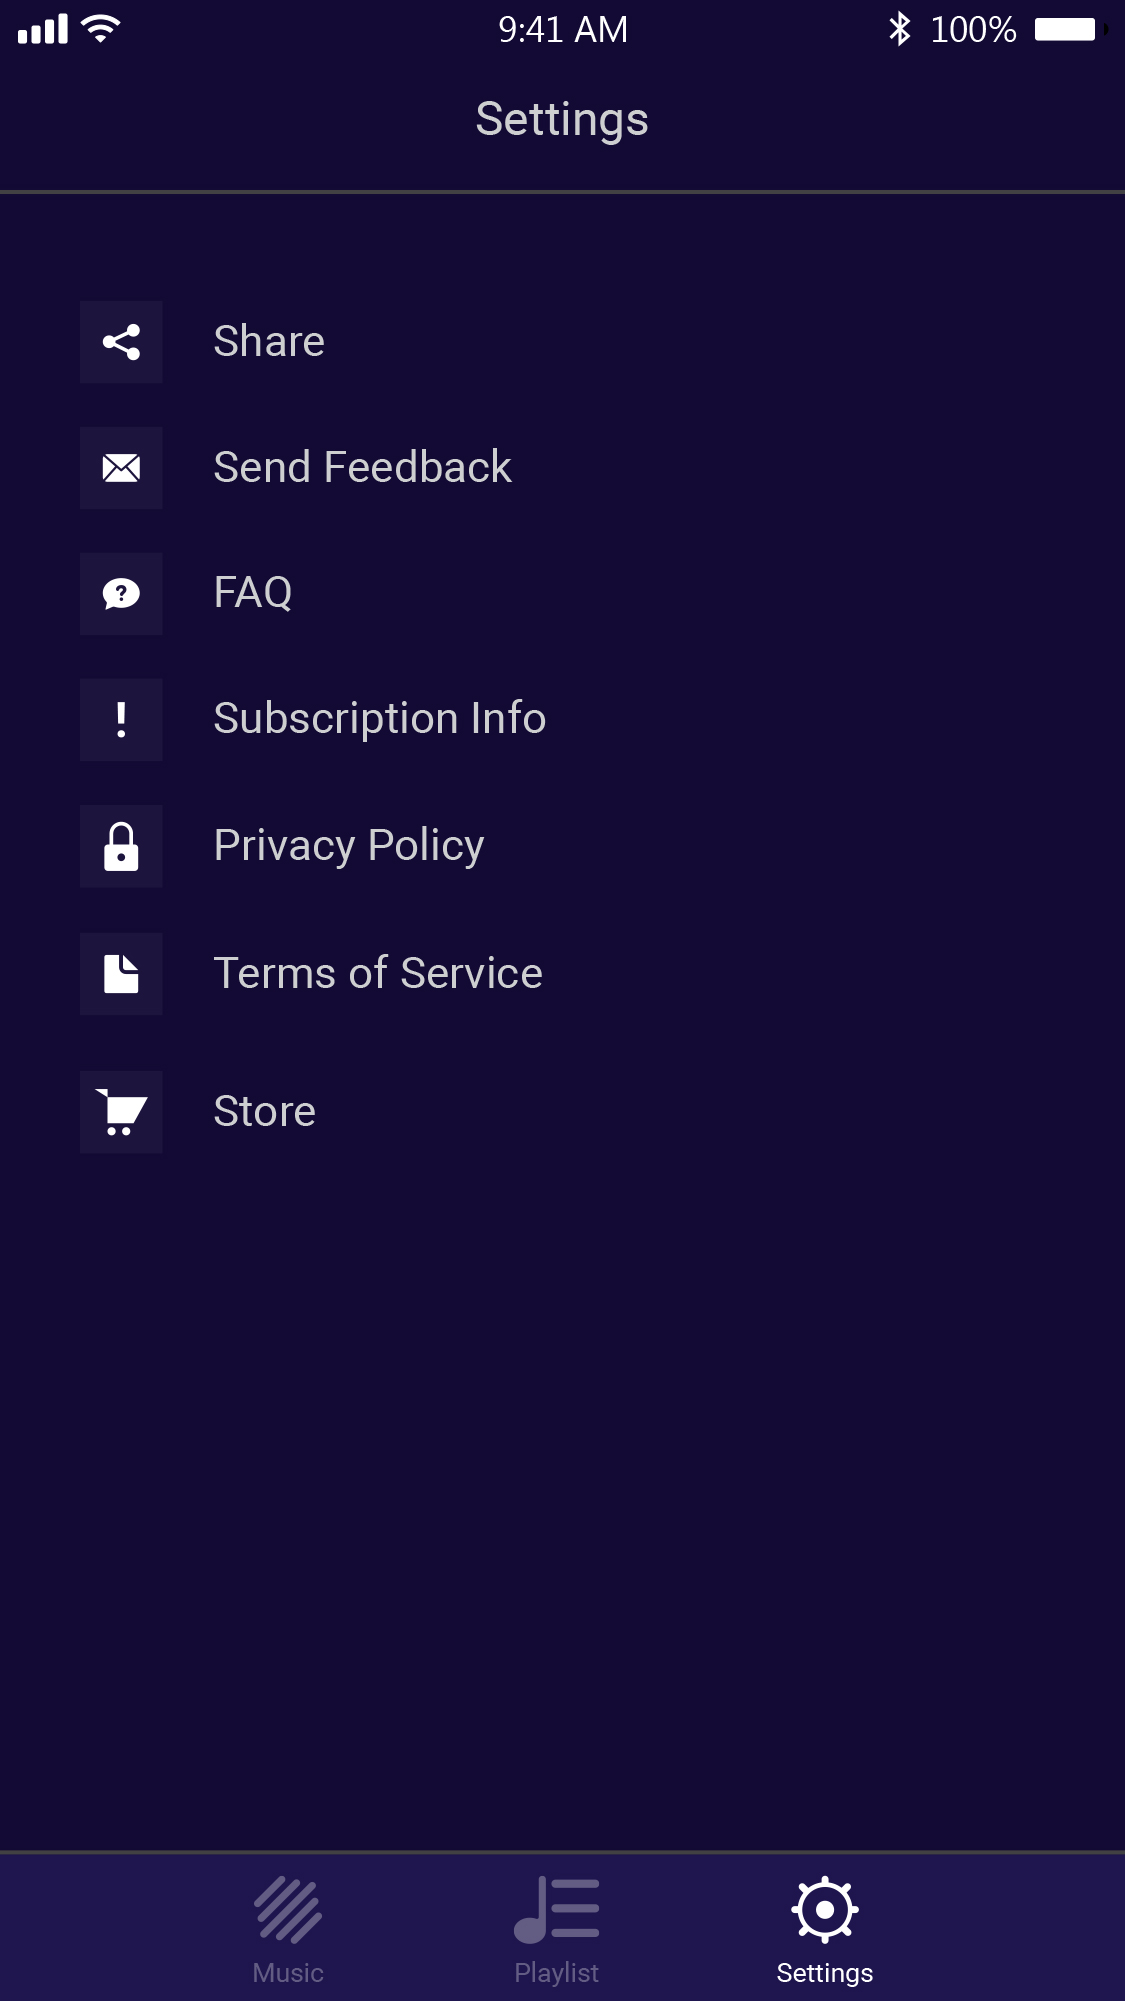 9:41 AM
100%
Settings
Share
Send Feedback
FAQ
Subscription Info
Privacy Policy
Terms of Service
Store
Music
Playlist
Settings